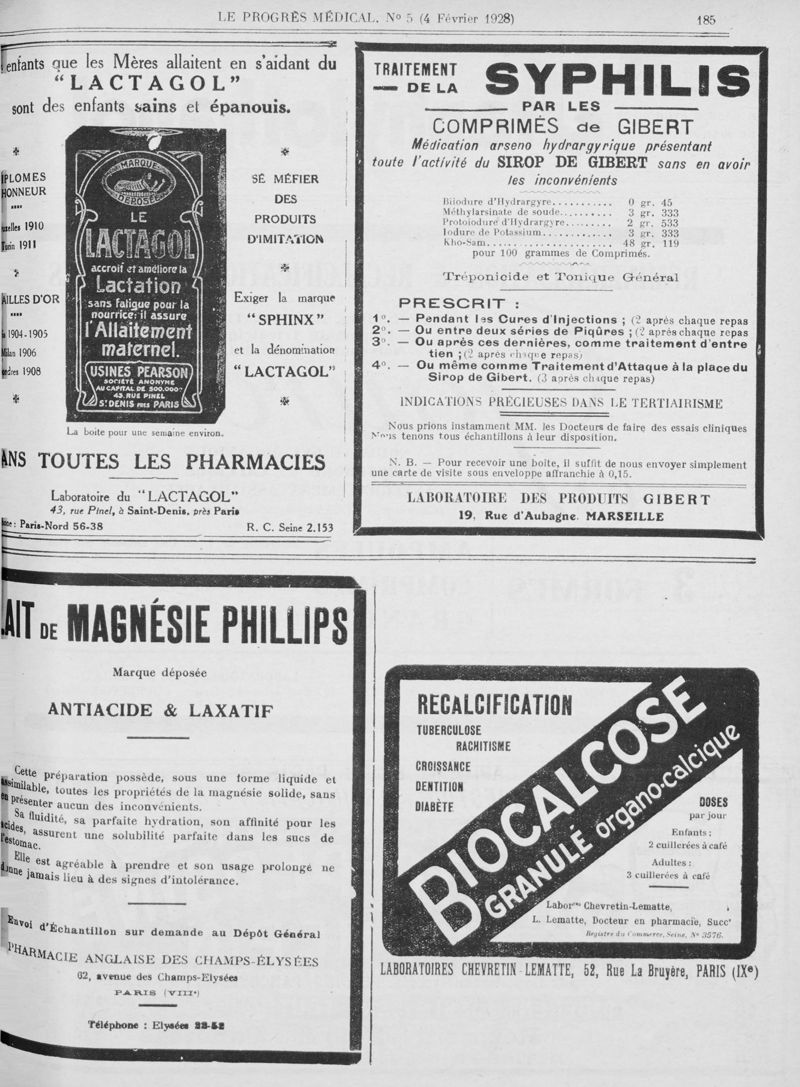 LE PROGRÈS MÉDICAL, N° 5 (4 Février 1928)
185
enfants que les Mères allaitent en s'aidant du
"LACTAGOL"
sont des enfants sains et épanouis.
PLOMES
HONNEUR
1910
1911
AILLES D'OR
1904-1905
1906
1908
MARQUE
DÉPOSÉE
LE
LACTAGOL
accroît et améliore la
Lactation
sans fatigue pour la
nourrice; il assure
l'Allaitement
maternel.
USINES PEARSON
SOCIÉTÉ ANONYME
AU CAPITAL DE 500.000F
43, RUE PINEL
ST DENIS PRÈS PARIS
SE MÉFIER
DES
PRODUITS
D'IMITATION
Exiger la marque
"SPHINX"
et la dénomination
"LACTAGOL"
La boite pour une semaine environ.
ANS TOUTES LES PHARMACIES
Laboratoire du "LACTAGOL"
43, rue Pinel, à Saint-Denis, près Paris
: Paris-Nord 56-38
R. C. Seine 2.153
TRAITEMENT
DE LA
SYPHILIS
PAR LES
COMPRIMÉS de GIBERT
Médication arseno hydrargyrique présentant
toute l'activité du SIROP DE GIBERT sans en avoir
les inconvénients
Biiodure d'Hydrargyre........... 0 gr. 45
Méthylarsinate de soude.......... 3 gr. 333
Protoiodure d'Hydrargyre......... 2 gr. 533
Iodure de Potassium.............. 3 gr. 333
Kho-Sam......................... 48 gr. 119
pour 100 grammes de Comprimés.
Tréponicide et Tonique Général
PRESCRIT :
1°. — Pendant les Cures d'Injections ; (2 après chaque repas
2°. — Ou entre deux séries de Piqûres ; (2 après chaque repas
3°. — Ou après ces dernières, comme traitement d'entre
tien ; (2 après chaque repas)
4°. — Ou même comme Traitement d'Attaque à la place du
Sirop de Gibert. (3 après chaque repas)
INDICATIONS PRÉCIEUSES DANS LE TERTIAIRISME
Nous prions instamment MM. les Docteurs de faire des essais cliniques
Nous tenons tous échantillons à leur disposition.
N. B. — Pour recevoir une boîte, il suffit de nous envoyer simplement
une carte de visite sous enveloppe affranchie à 0,15.
LABORATOIRE DES PRODUITS GIBERT
19, Rue d'Aubagne. MARSEILLE
LAIT DE MAGNÉSIE PHILLIPS
Marque déposée
ANTIACIDE & LAXATIF
Cette préparation possède, sous une forme liquide et
assimilable, toutes les propriétés de la magnésie solide, sans
en présenter aucun des inconvénients.
Sa fluidité, sa parfaite hydration, son affinité pour les
acides, assurent une solubilité parfaite dans les sucs de
l'estomac.
Elle est agréable à prendre et son usage prolongé ne
donne jamais lieu à des signes d'intolérance.
Envoi d'Échantillon sur demande au Dépôt Général
PHARMACIE ANGLAISE DES CHAMPS-ÉLYSÉES
62, avenue des Champs-Elysées
PARIS (VIII°)
Téléphone : Elysées 22-52
RECALCIFICATION
TUBERCULOSE
RACHITISME
CROISSANCE
DENTITION
DIABÈTE
BIOCALCOSE
GRANULÉ organo-calcique
DOSES
par jour
Enfants :
2 cuillerées à café
Adultes :
3 cuillerées à café
Labor<sup>res</sup> Chevretin-Lematte,
L. Lematte, Docteur en pharmacie, Succ<sup>r</sup>
Registre du Commerce, Seine, N° 3576.
LABORATOIRES CHEVRETIN-LEMATTE, 52, Rue La Bruyère, PARIS (IXe)